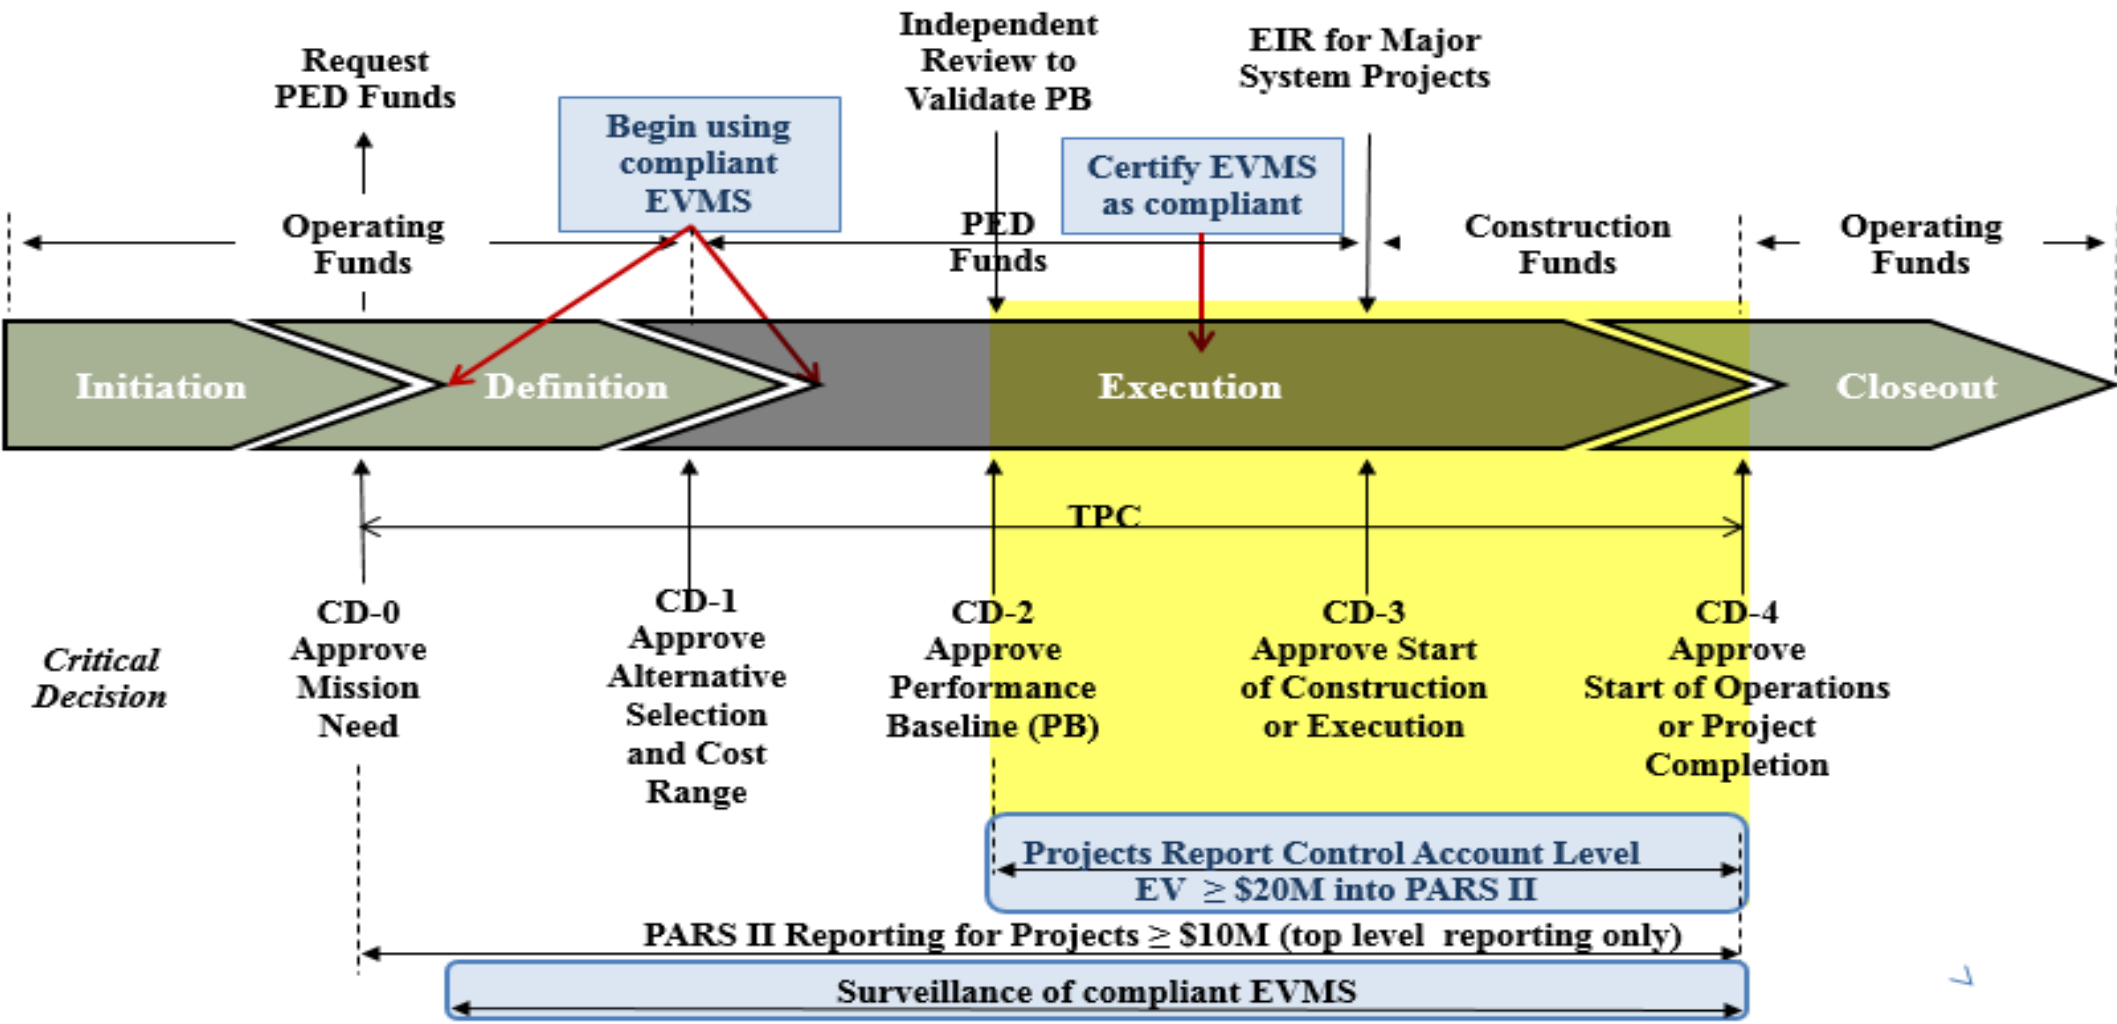 Request
PED Funds
Begin using
compliant
EVMS
Independent
Review to
Validate PB
Certify EVMS
as compliant
EIR for Major
System Projects
Operating
Funds
PED
Funds
Construction
Funds
Operating
Funds
Initiation
Definition
Execution
Closeout
TPC
Critical
Decision
CD-0
Approve
Mission
Need
CD-1
Approve
Alternative
Selection
and Cost
Range
CD-2
Approve
Performance
Baseline (PB)
CD-3
Approve Start
of Construction
or Execution
CD-4
Approve
Start of Operations
or Project
Completion
Projects Report Control Account Level
EV ≥ $20M into PARS II
PARS II Reporting for Projects ≥ $10M (top level reporting only)
Surveillance of compliant EVMS